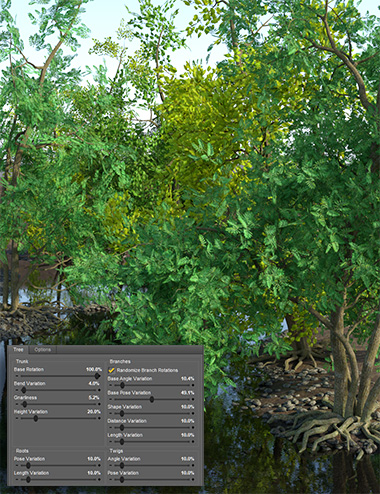 Tree Options
Trunk
Base Rotation 100.0%
Bend Variation 4.0%
Gnarliness 5.2%
Height Variation 20.0%
Branches
Randomize Branch Rotations
Base Angle Variation 10.4%
Base Pose Variation 49.1%
Shape Variation 10.0%
Distance Variation 10.0%
Length Variation 10.0%
Roots
Pose Variation 10.0%
Length Variation 10.0%
Twigs
Angle Variation 10.0%
Pose Variation 10.0%